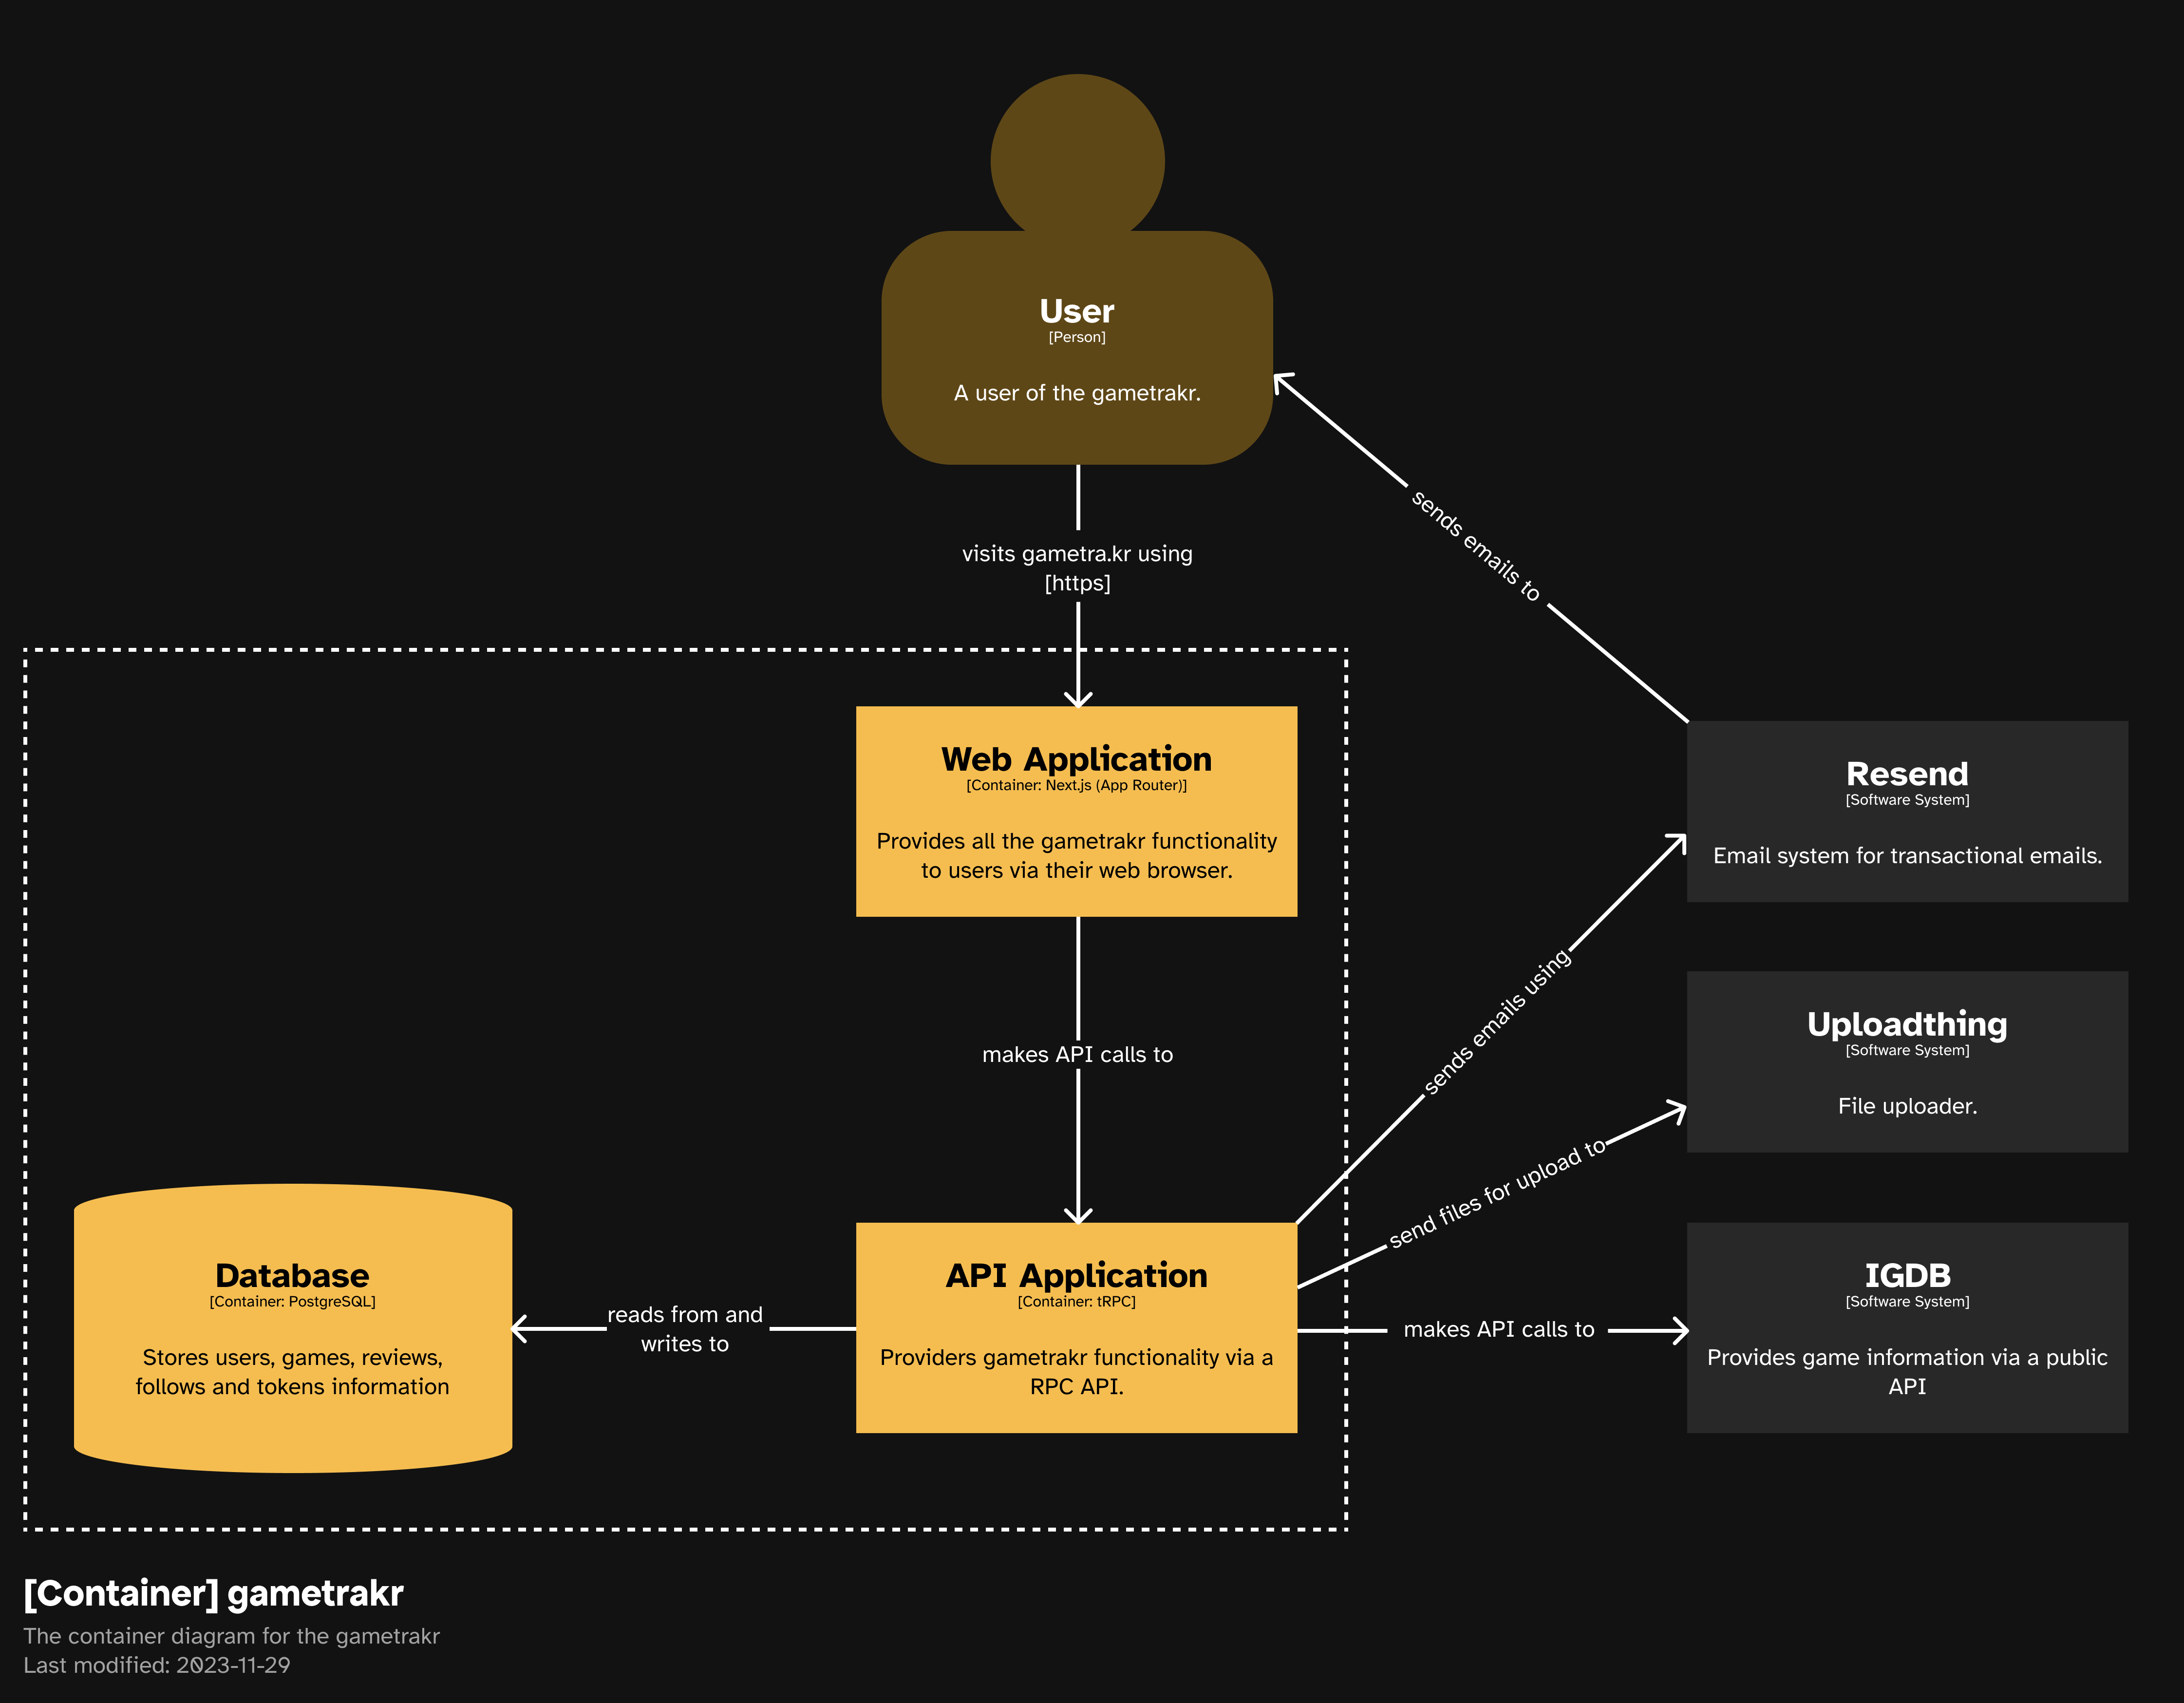 User
[Person]
A user of the gametrakr.
sends emails to
visits gametra.kr using
[https]
Web Application
[Container: Next.js (App Router)]
Provides all the gametrakr functionality
to users via their web browser.
Resend
[Software System]
Email system for transactional emails.
sends emails using
makes API calls to
Uploadthing
[Software System]
File uploader.
send files for upload to
Database
[Container: PostgreSQL]
Stores users, games, reviews,
follows and tokens information
reads from and
writes to
API Application
[Container: tRPC]
Providers gametrakr functionality via a
RPC API.
makes API calls to
IGDB
[Software System]
Provides game information via a public
API
[Container] gametrakr
The container diagram for the gametrakr
Last modified: 2023-11-29